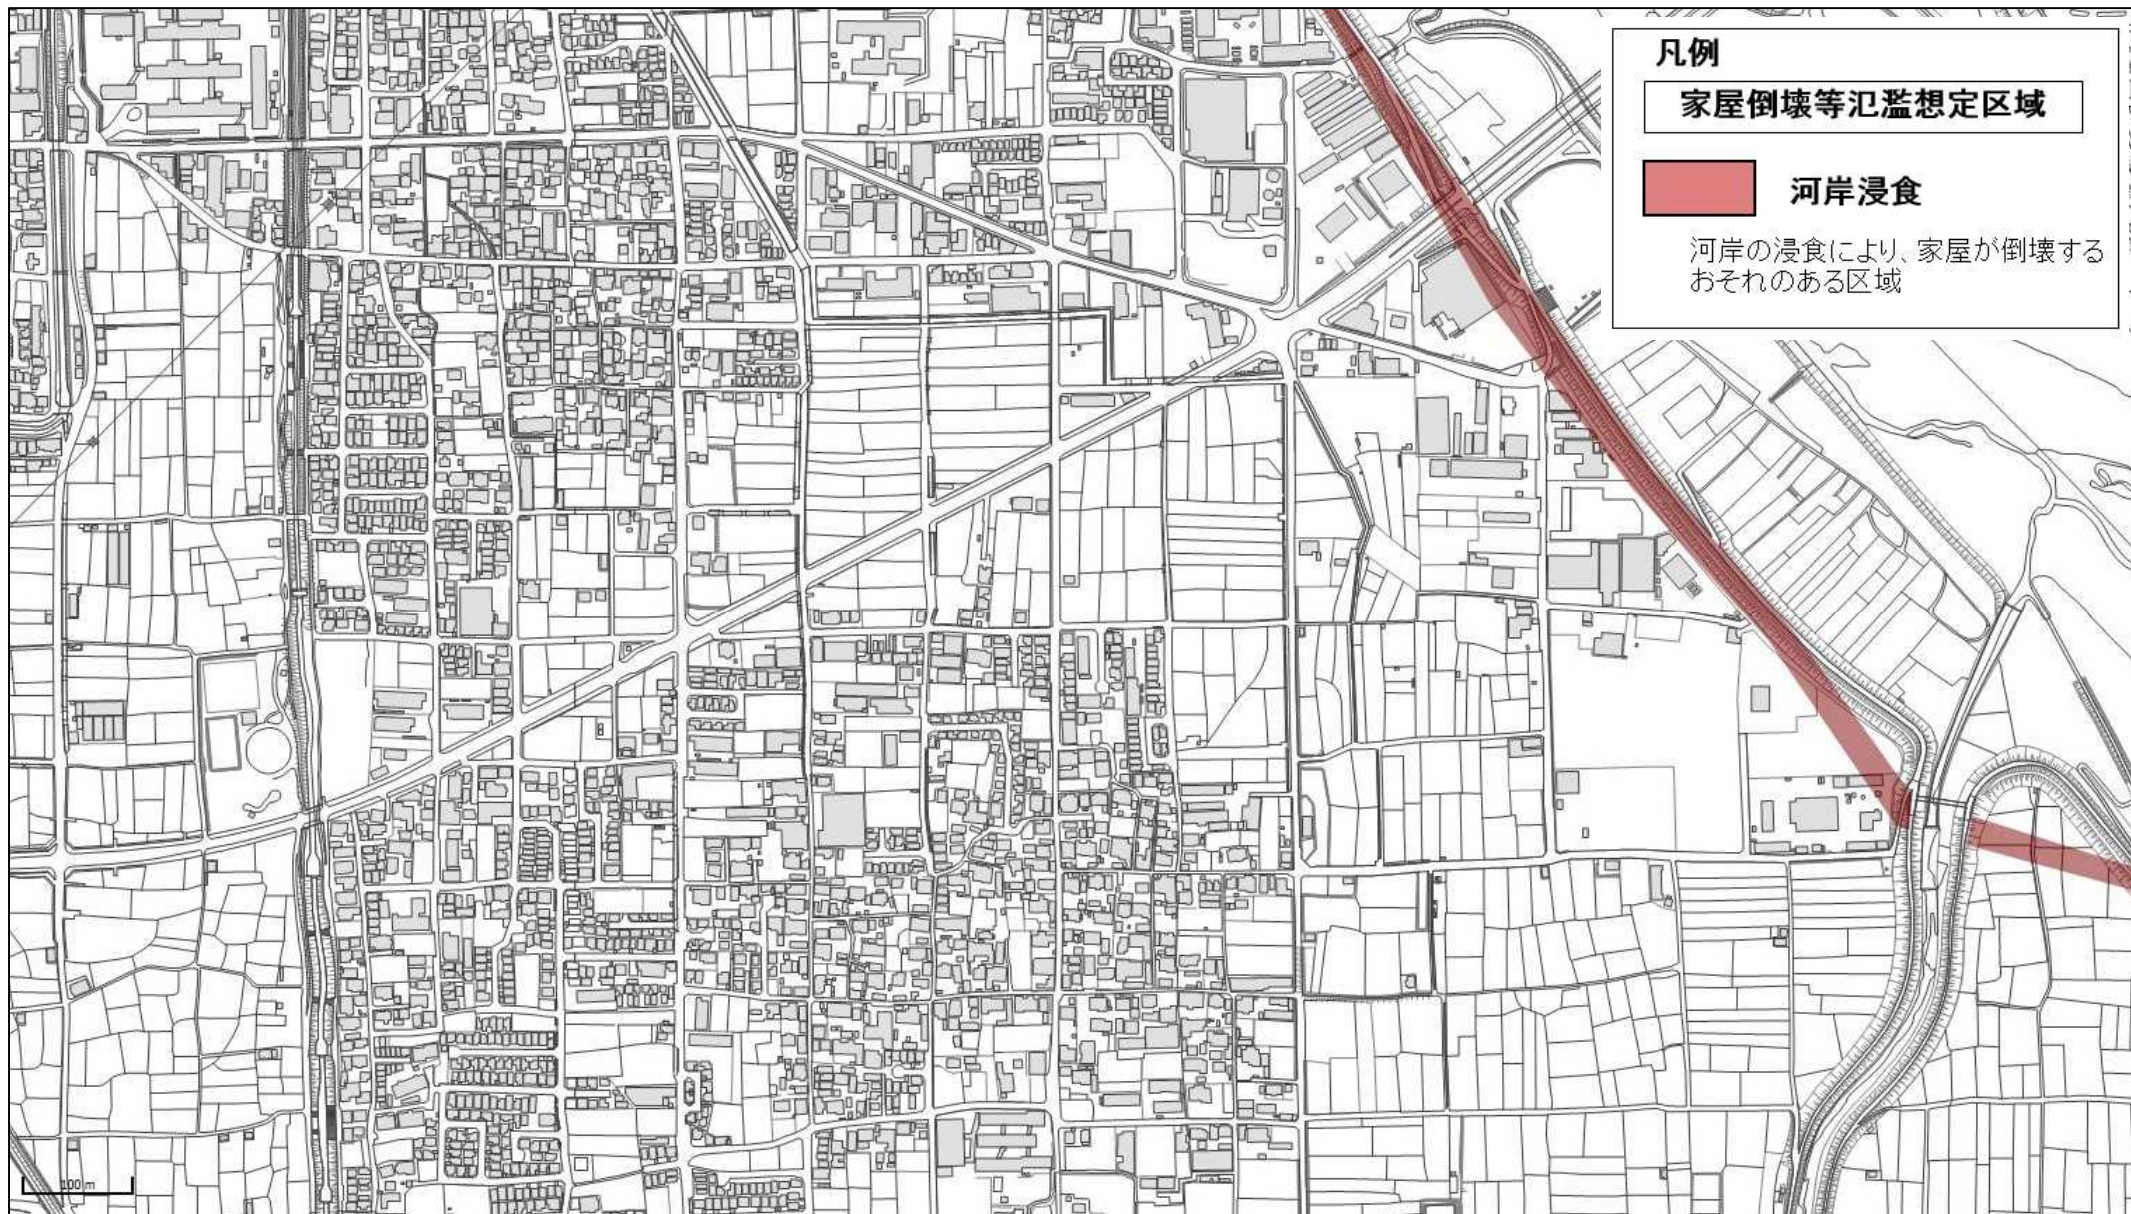 凡例
家屋倒壊等氾濫想定区域
河岸浸食
河岸の浸食により、家屋が倒壊する
おそれのある区域
100 m